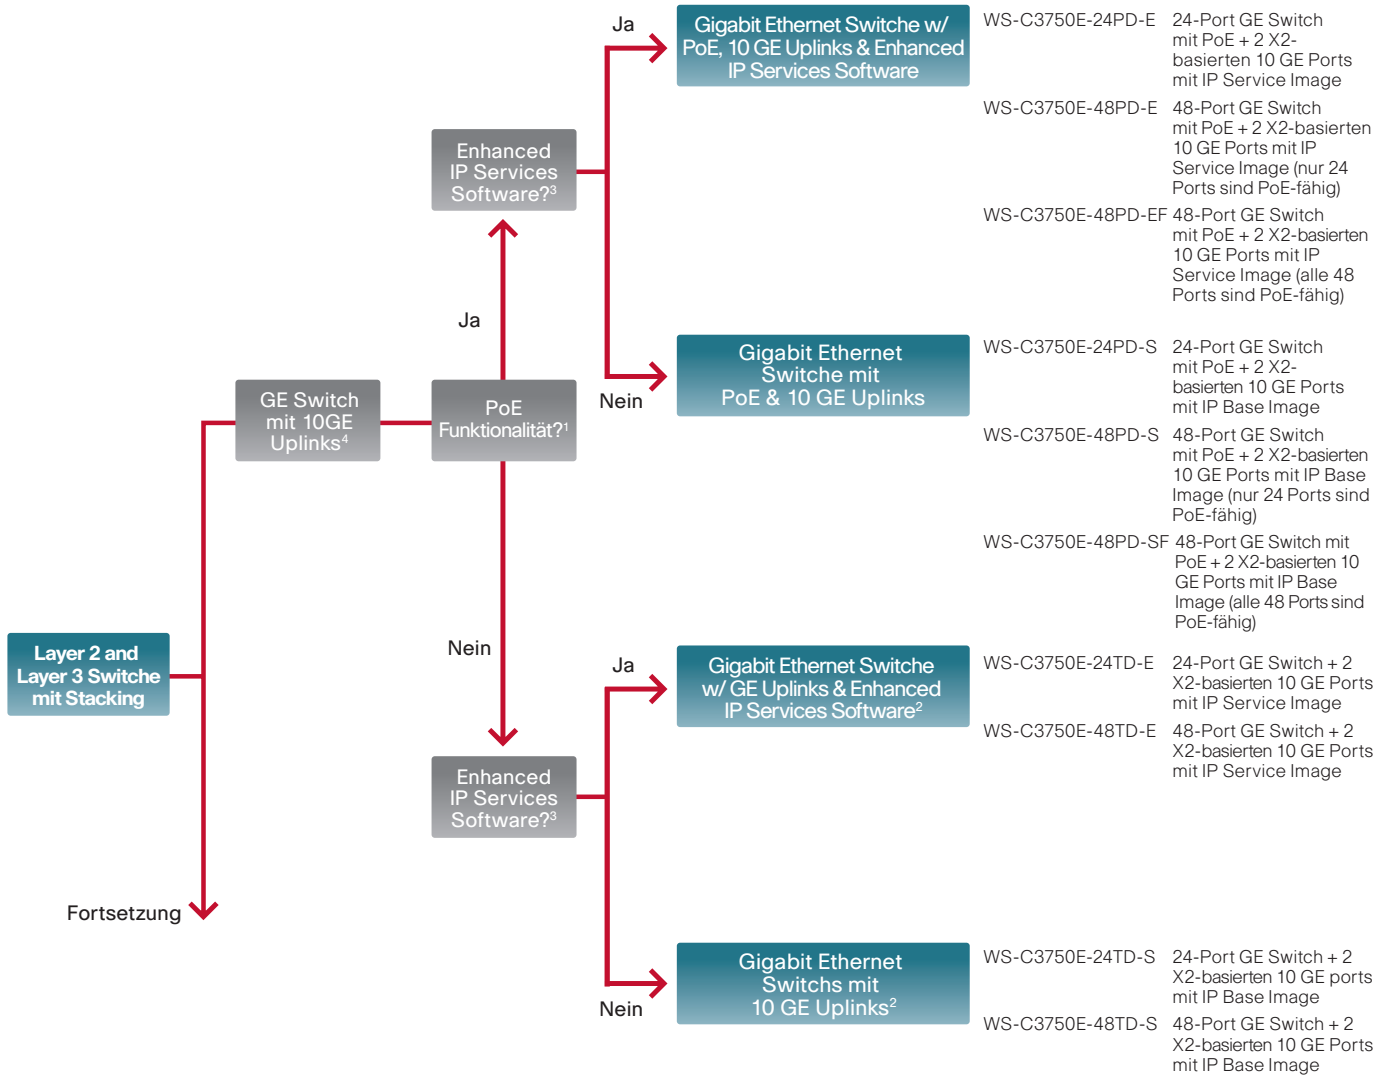 Ja
Gigabit Ethernet Switche w/
PoE, 10 GE Uplinks & Enhanced
IP Services Software
WS-C3750E-24PD-E 24-Port GE Switch
mit PoE + 2 X2-
basierten 10 GE Ports
mit IP Service Image
WS-C3750E-48PD-E 48-Port GE Switch
mit PoE + 2 X2-basierten
10 GE Ports mit IP
Service Image (nur 24
Ports sind PoE-fähig)
Enhanced
IP Services
Software?³
WS-C3750E-48PD-EF 48-Port GE Switch
mit PoE + 2 X2-basierten
10 GE Ports mit IP
Service Image (alle 48
Ports sind PoE-fähig)
Ja
Nein
Gigabit Ethernet
Switche mit
PoE & 10 GE Uplinks
WS-C3750E-24PD-S 24-Port GE Switch
mit PoE + 2 X2-
basierten 10 GE Ports
mit IP Base Image
GE Switch
mit 10GE
Uplinks⁴
PoE
Funktionalität?¹
WS-C3750E-48PD-S 48-Port GE Switch
mit PoE + 2 X2-basierten
10 GE Ports mit IP Base
Image (nur 24 Ports sind
PoE-fähig)
WS-C3750E-48PD-SF 48-Port GE Switch mit
PoE + 2 X2-basierten 10
GE Ports mit IP Base
Image (alle 48 Ports sind
PoE-fähig)
Layer 2 and
Layer 3 Switche
mit Stacking
Nein
Ja
Gigabit Ethernet Switche
w/ GE Uplinks & Enhanced
IP Services Software²
WS-C3750E-24TD-E 24-Port GE Switch + 2
X2-basierten 10 GE Ports
mit IP Service Image
WS-C3750E-48TD-E 48-Port GE Switch + 2
X2-basierten 10 GE Ports
mit IP Service Image
Enhanced
IP Services
Software?³
Fortsetzung
Nein
Gigabit Ethernet
Switchs mit
10 GE Uplinks²
WS-C3750E-24TD-S 24-Port GE Switch + 2
X2-basierten 10 GE ports
mit IP Base Image
WS-C3750E-48TD-S 48-Port GE Switch + 2
X2-basierten 10 GE Ports
mit IP Base Image